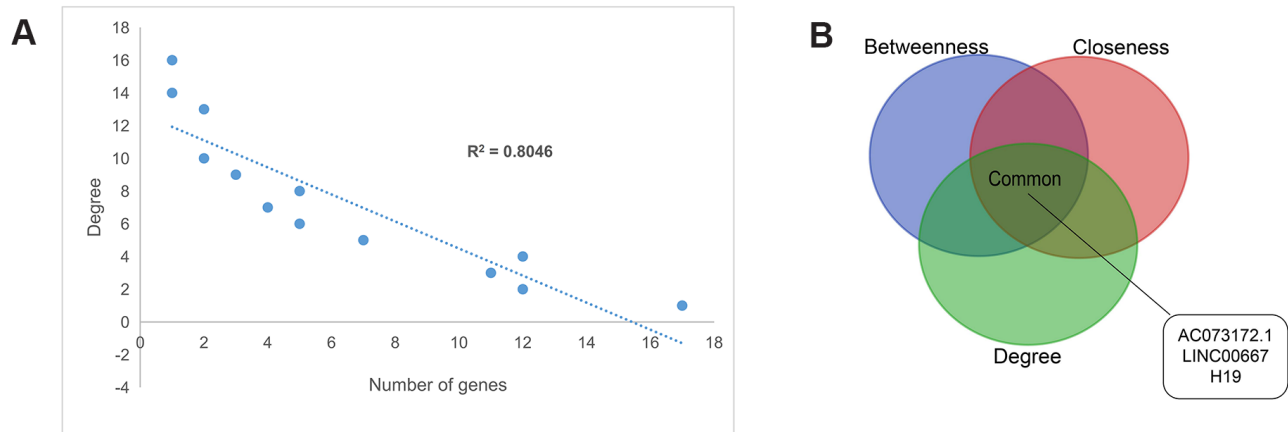 A
18
16
14
12
10
8
6
4
2
0
-2
-4
Degree
R² = 0.8046
0 2 4 6 8 10 12 14 16 18
Number of genes
B
Betweenness Closeness
Common
Degree
AC073172.1
LINC00667
H19